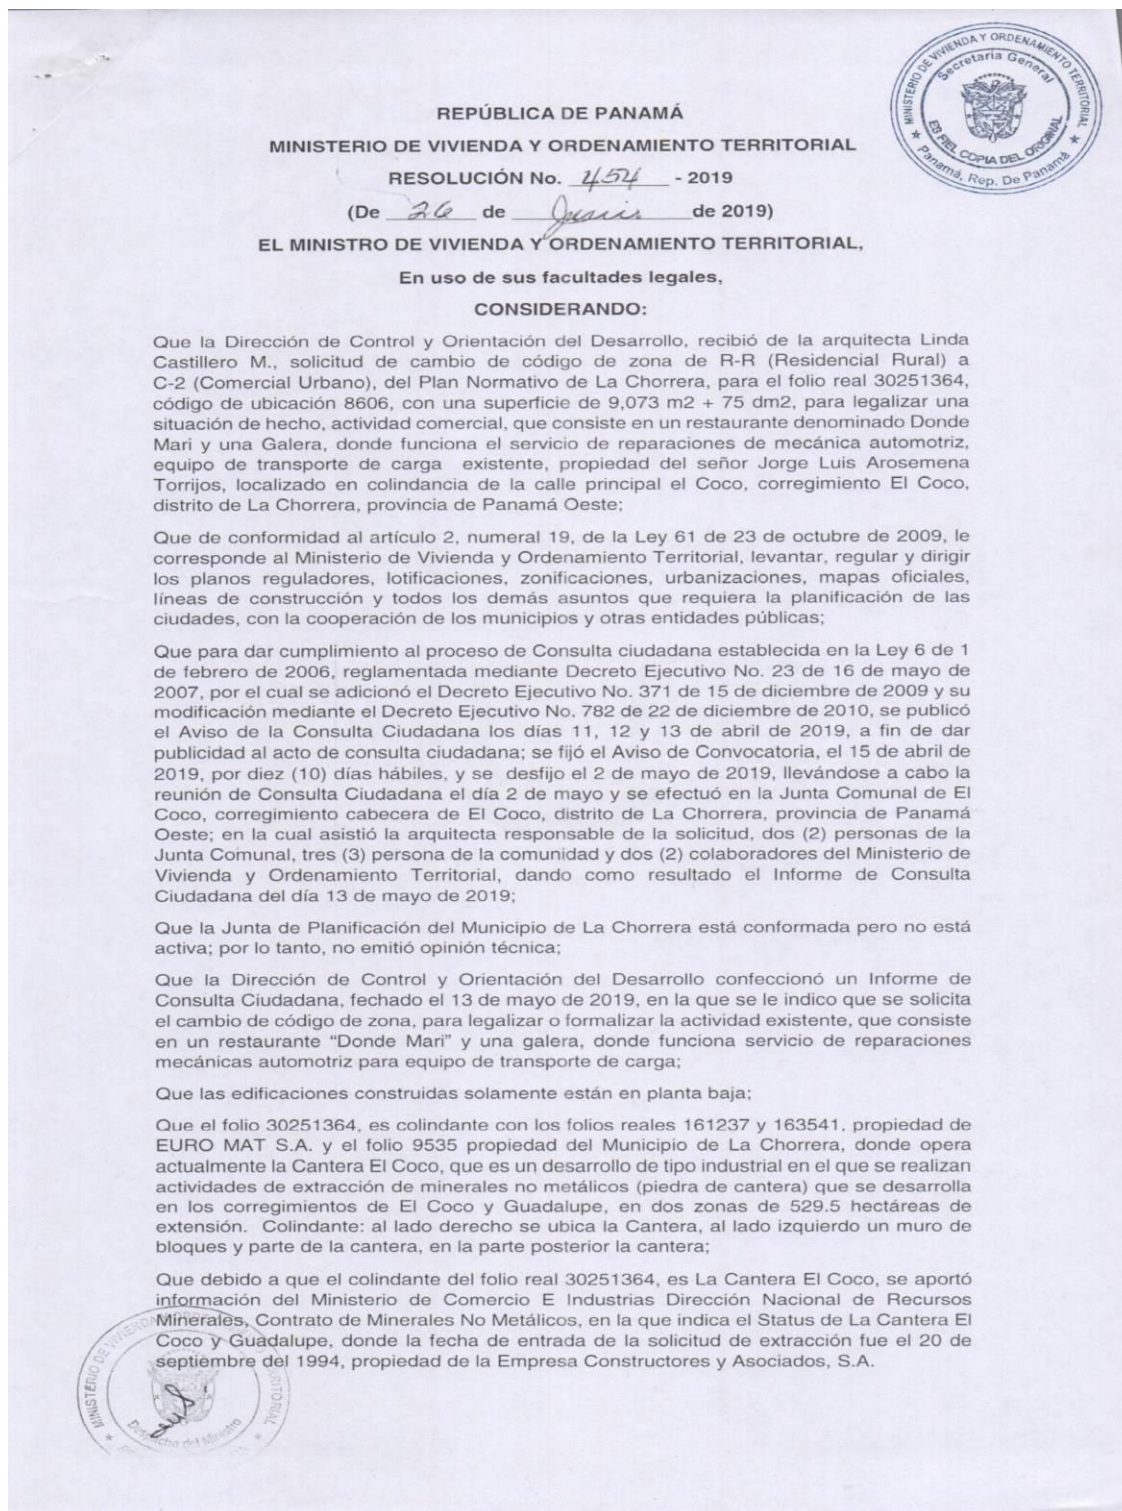 MINISTERIO DE VIVIENDA Y ORDENAMIENTO TERRITORIAL
Secretaría General
ES FIEL COPIA DEL ORIGINAL
Panamá, Rep. De Panamá
REPÚBLICA DE PANAMÁ
MINISTERIO DE VIVIENDA Y ORDENAMIENTO TERRITORIAL
RESOLUCIÓN No. 454 - 2019
(De 26 de Junio de 2019)
EL MINISTRO DE VIVIENDA Y ORDENAMIENTO TERRITORIAL,
En uso de sus facultades legales,
CONSIDERANDO:
Que la Dirección de Control y Orientación del Desarrollo, recibió de la arquitecta Linda
Castillero M., solicitud de cambio de código de zona de R-R (Residencial Rural) a
C-2 (Comercial Urbano), del Plan Normativo de La Chorrera, para el folio real 30251364,
código de ubicación 8606, con una superficie de 9,073 m2 + 75 dm2, para legalizar una
situación de hecho, actividad comercial, que consiste en un restaurante denominado Donde
Mari y una Galera, donde funciona el servicio de reparaciones de mecánica automotriz,
equipo de transporte de carga existente, propiedad del señor Jorge Luis Arosemena
Torrijos, localizado en colindancia de la calle principal el Coco, corregimiento El Coco,
distrito de La Chorrera, provincia de Panamá Oeste;
Que de conformidad al artículo 2, numeral 19, de la Ley 61 de 23 de octubre de 2009, le
corresponde al Ministerio de Vivienda y Ordenamiento Territorial, levantar, regular y dirigir
los planos reguladores, lotificaciones, zonificaciones, urbanizaciones, mapas oficiales,
líneas de construcción y todos los demás asuntos que requiera la planificación de las
ciudades, con la cooperación de los municipios y otras entidades públicas;
Que para dar cumplimiento al proceso de Consulta ciudadana establecida en la Ley 6 de 1
de febrero de 2006, reglamentada mediante Decreto Ejecutivo No. 23 de 16 de mayo de
2007, por el cual se adicionó el Decreto Ejecutivo No. 371 de 15 de diciembre de 2009 y su
modificación mediante el Decreto Ejecutivo No. 782 de 22 de diciembre de 2010, se publicó
el Aviso de la Consulta Ciudadana los días 11, 12 y 13 de abril de 2019, a fin de dar
publicidad al acto de consulta ciudadana; se fijó el Aviso de Convocatoria, el 15 de abril de
2019, por diez (10) días hábiles, y se desfijo el 2 de mayo de 2019, llevándose a cabo la
reunión de Consulta Ciudadana el día 2 de mayo y se efectuó en la Junta Comunal de El
Coco, corregimiento cabecera de El Coco, distrito de La Chorrera, provincia de Panamá
Oeste; en la cual asistió la arquitecta responsable de la solicitud, dos (2) personas de la
Junta Comunal, tres (3) persona de la comunidad y dos (2) colaboradores del Ministerio de
Vivienda y Ordenamiento Territorial, dando como resultado el Informe de Consulta
Ciudadana del día 13 de mayo de 2019;
Que la Junta de Planificación del Municipio de La Chorrera está conformada pero no está
activa; por lo tanto, no emitió opinión técnica;
Que la Dirección de Control y Orientación del Desarrollo confeccionó un Informe de
Consulta Ciudadana, fechado el 13 de mayo de 2019, en la que se le indico que se solicita
el cambio de código de zona, para legalizar o formalizar la actividad existente, que consiste
en un restaurante "Donde Mari" y una galera, donde funciona servicio de reparaciones
mecánicas automotriz para equipo de transporte de carga;
Que las edificaciones construidas solamente están en planta baja;
Que el folio 30251364, es colindante con los folios reales 161237 y 163541, propiedad de
EURO MAT S.A. y el folio 9535 propiedad del Municipio de La Chorrera, donde opera
actualmente la Cantera El Coco, que es un desarrollo de tipo industrial en el que se realizan
actividades de extracción de minerales no metálicos (piedra de cantera) que se desarrolla
en los corregimientos de El Coco y Guadalupe, en dos zonas de 529.5 hectáreas de
extensión. Colindante: al lado derecho se ubica la Cantera, al lado izquierdo un muro de
bloques y parte de la cantera, en la parte posterior la cantera;
Que debido a que el colindante del folio real 30251364, es La Cantera El Coco, se aportó
información del Ministerio de Comercio E Industrias Dirección Nacional de Recursos
Minerales, Contrato de Minerales No Metálicos, en la que indica el Status de La Cantera El
Coco y Guadalupe, donde la fecha de entrada de la solicitud de extracción fue el 20 de
septiembre del 1994, propiedad de la Empresa Constructores y Asociados, S.A.
MINISTERIO DE VIVIENDA
Despacho del Ministro